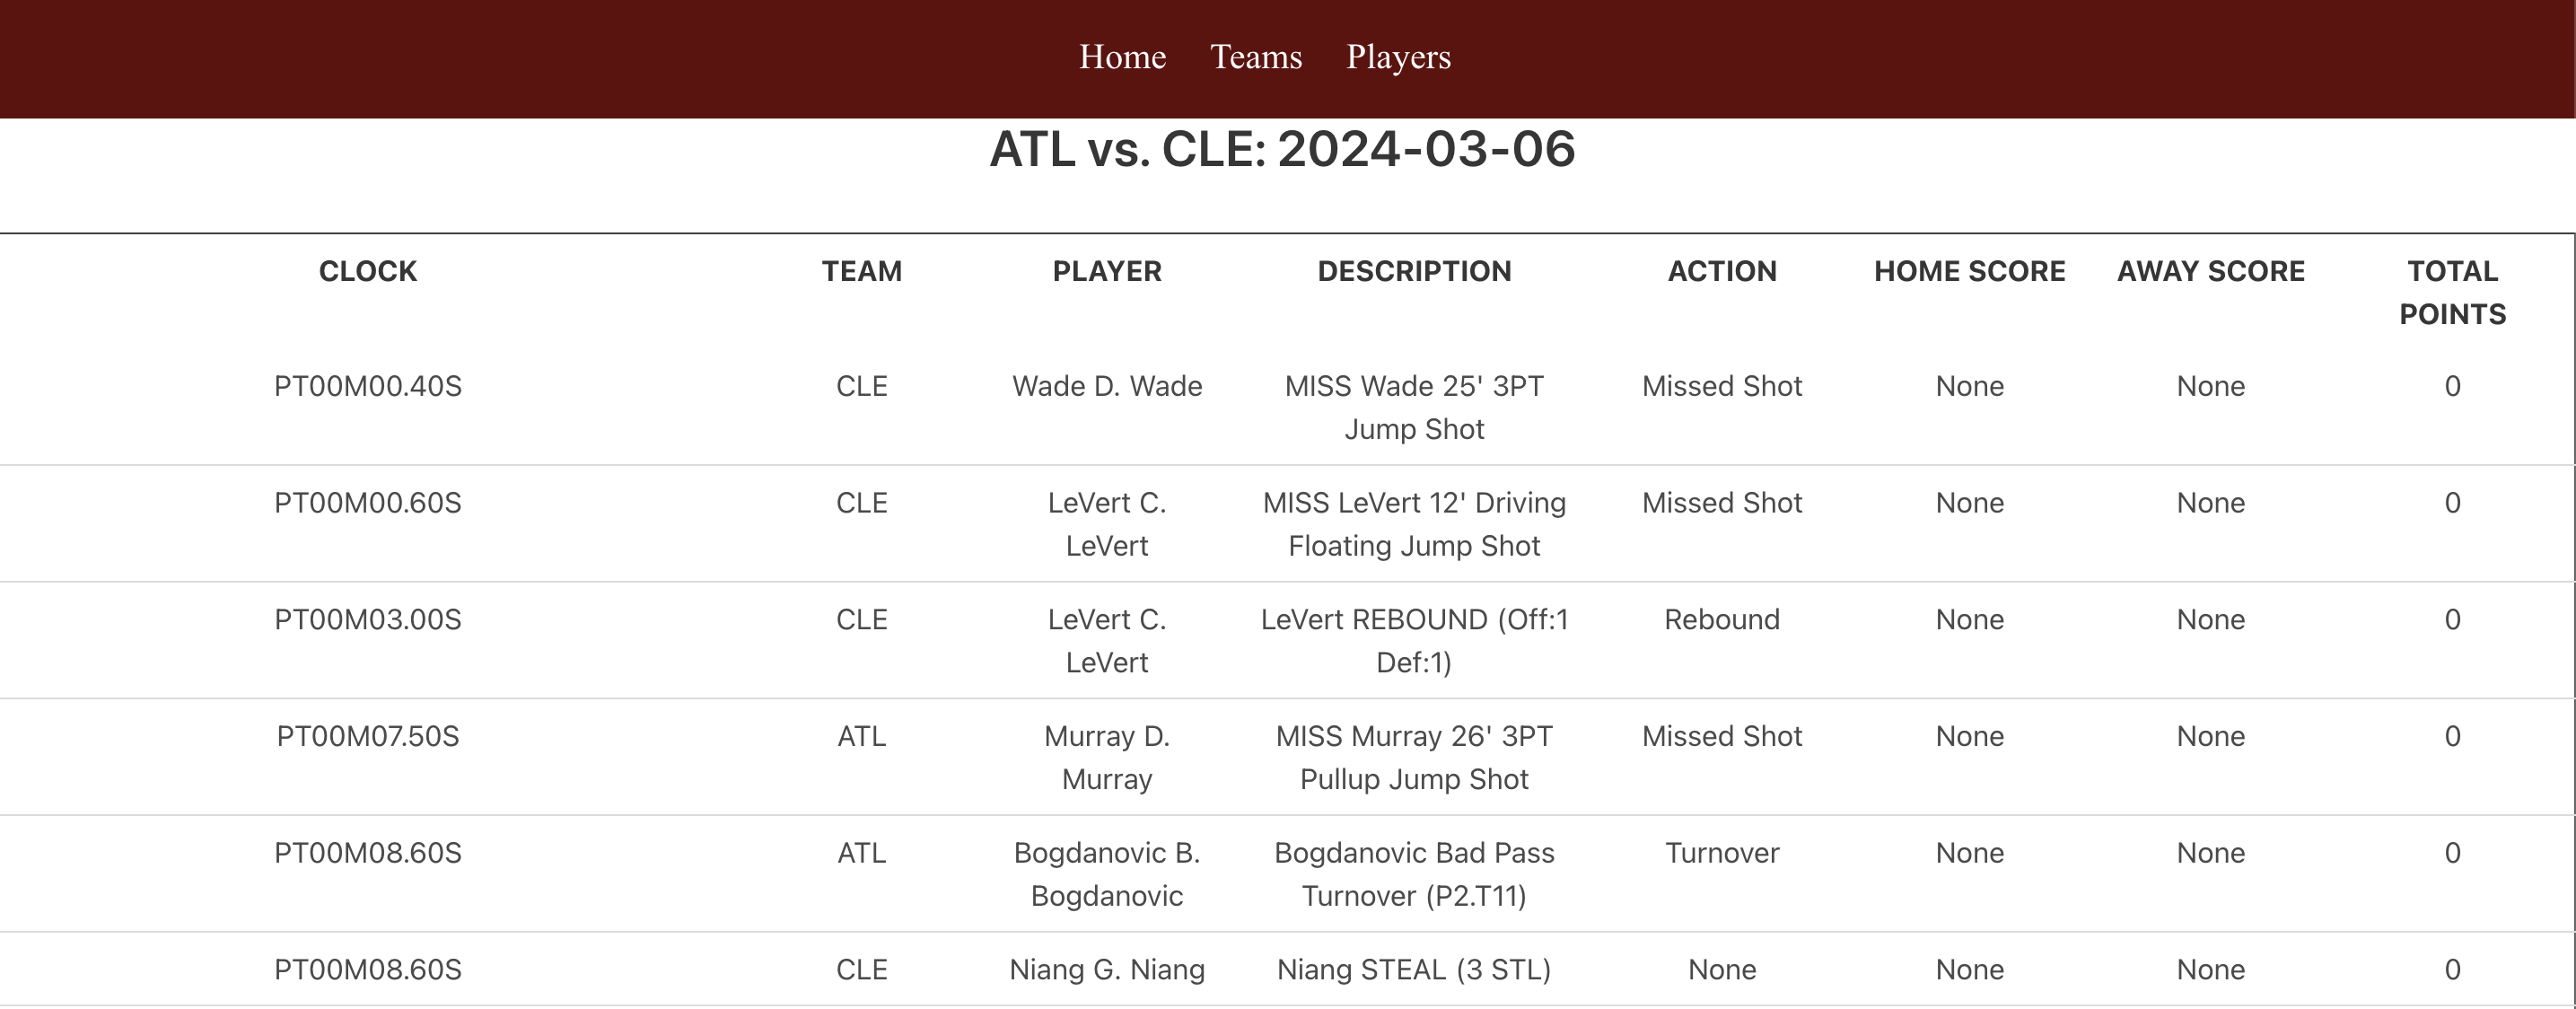 Home Teams Players
ATL vs. CLE: 2024-03-06
CLOCK TEAM PLAYER DESCRIPTION ACTION HOME SCORE AWAY SCORE TOTAL
POINTS
PT00M00.40S CLE Wade D. Wade MISS Wade 25' 3PT Missed Shot None None 0
Jump Shot
PT00M00.60S CLE LeVert C. MISS LeVert 12' Driving Missed Shot None None 0
LeVert Floating Jump Shot
PT00M03.00S CLE LeVert C. LeVert REBOUND (Off:1 Rebound None None 0
LeVert Def:1)
PT00M07.50S ATL Murray D. MISS Murray 26' 3PT Missed Shot None None 0
Murray Pullup Jump Shot
PT00M08.60S ATL Bogdanovic B. Bogdanovic Bad Pass Turnover None None 0
Bogdanovic Turnover (P2.T11)
PT00M08.60S CLE Niang G. Niang Niang STEAL (3 STL) None None None 0